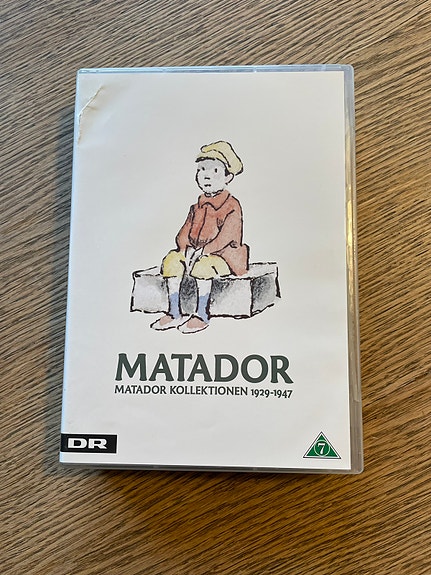 MATADOR
MATADOR KOLLEKTIONEN 1929-1947
DR
7